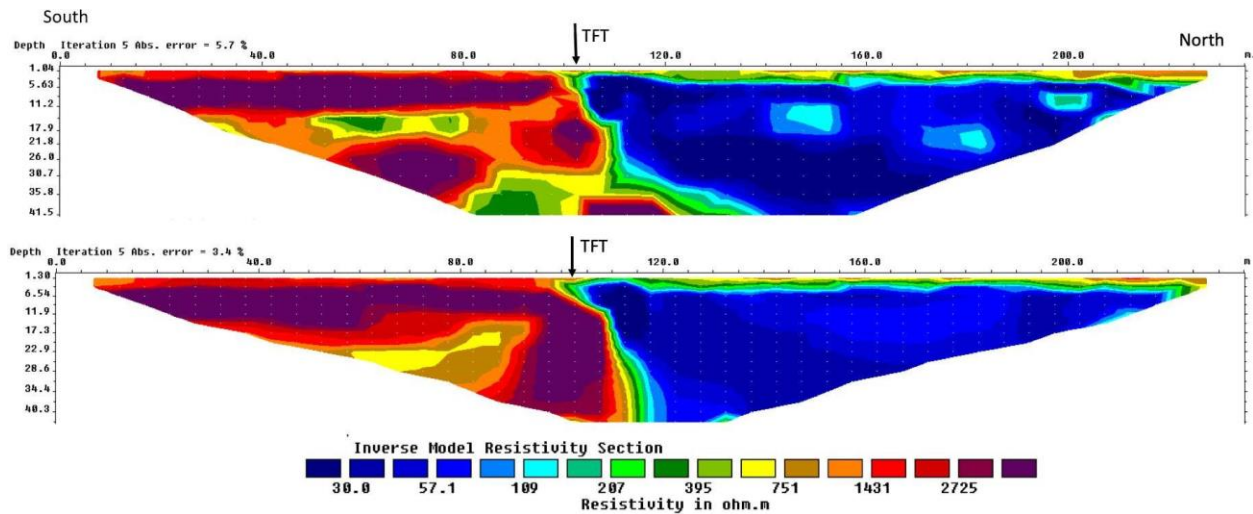 South
TFT
North
Depth Iteration 5 Abs. error = 5.7 %
0.0 40.0 80.0 120.0 160.0 200.0 m.
1.04
5.63
11.2
17.9
21.8
26.0
30.7
35.8
41.5
TFT
Depth Iteration 5 Abs. error = 3.4 %
0.0 40.0 80.0 120.0 160.0 200.0 m
1.30
6.54
11.9
17.3
22.9
28.6
34.4
40.3
Inverse Model Resistivity Section
30.0 57.1 109 207 395 751 1431 2725
Resistivity in ohm.m